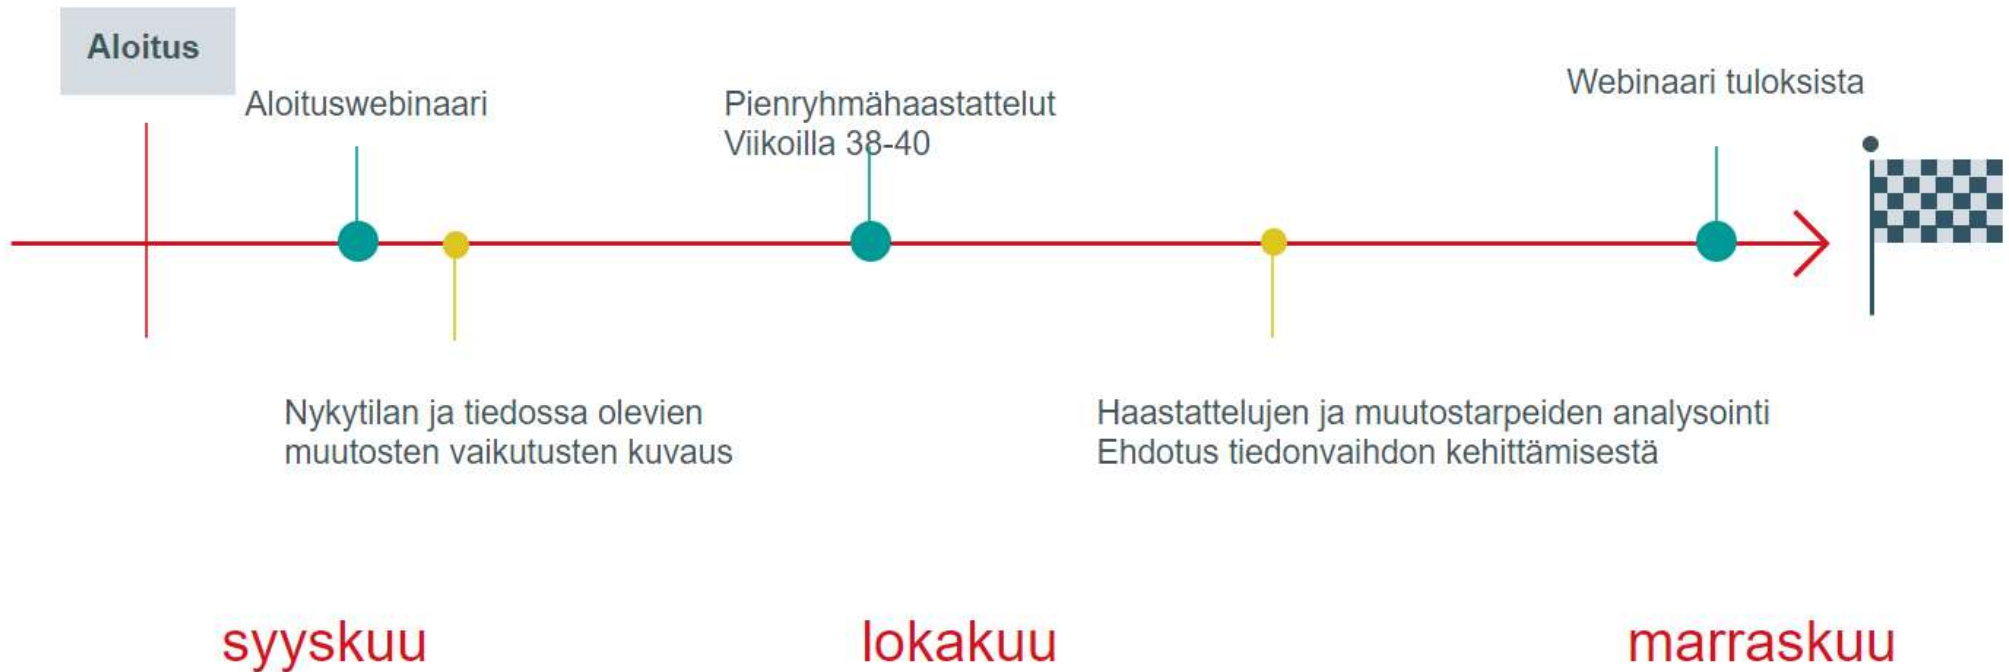 Aloitus
Aloituswebinaari
Pienryhmähaastattelut
Viikoilla 38-40
Webinaari tuloksista
Nykytilan ja tiedossa olevien
muutosten vaikutusten kuvaus
Haastattelujen ja muutostarpeiden analysointi
Ehdotus tiedonvaihdon kehittämisestä
syyskuu
lokakuu
marraskuu